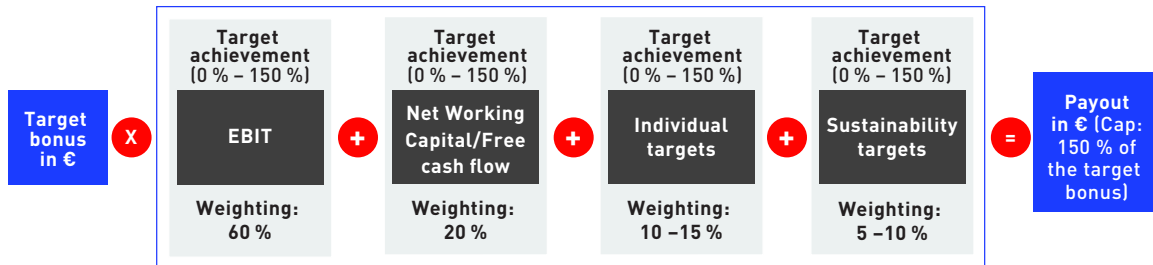 Target
bonus
in €
X
Target
achievement
(0 % – 150 %)
EBIT
Weighting:
60 %
+
Target
achievement
(0 % – 150 %)
Net Working
Capital/Free
cash flow
Weighting:
20 %
+
Target
achievement
(0 % – 150 %)
Individual
targets
Weighting:
10 –15 %
+
Target
achievement
(0 % – 150 %)
Sustainability
targets
Weighting:
5 –10 %
=
Payout
in € (Cap:
150 % of
the target
bonus)